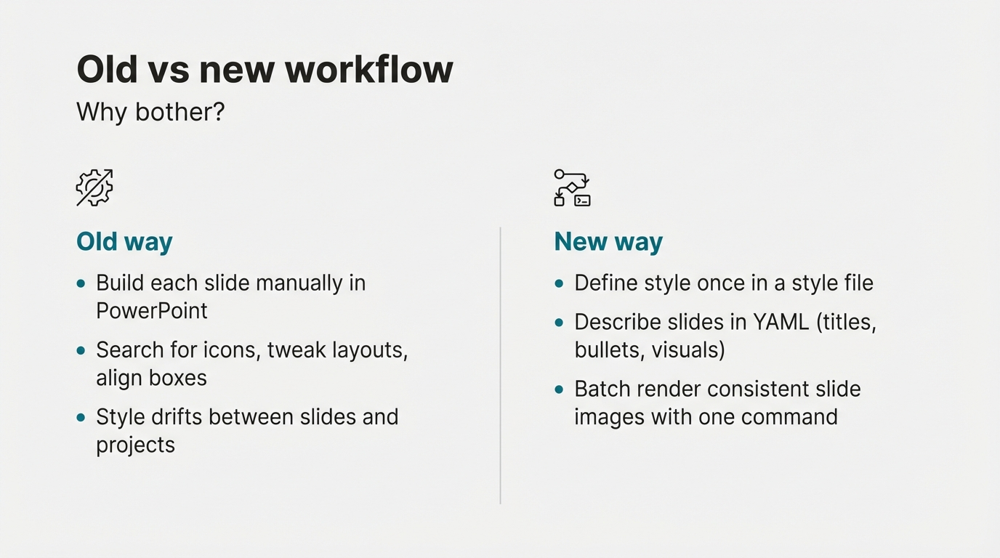 Old vs new workflow
Why bother?
Old way
• Build each slide manually in
PowerPoint
• Search for icons, tweak layouts,
align boxes
• Style drifts between slides and
projects
New way
• Define style once in a style file
• Describe slides in YAML (titles,
bullets, visuals)
• Batch render consistent slide
images with one command